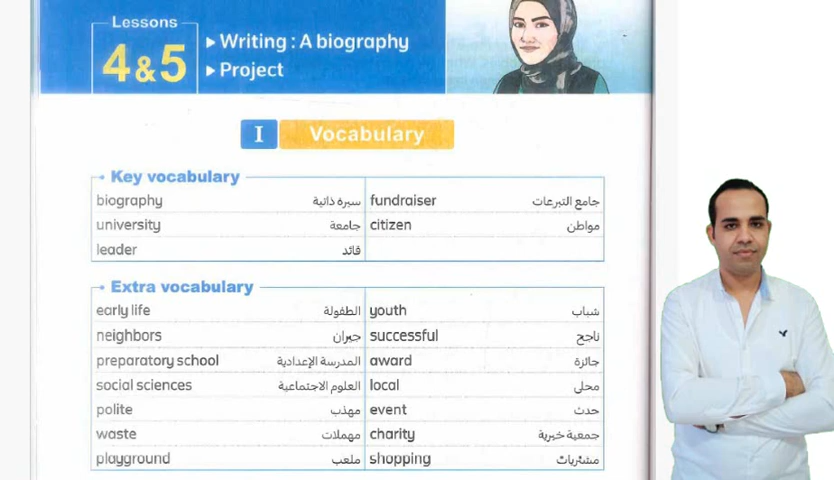 Lessons
4&5
▸ Writing : A biography
▸ Project
I Vocabulary
Key vocabulary
biography سيرة ذاتية fundraiser جامع التبرعات
university جامعة citizen مواطن
leader قائد
Extra vocabulary
early life الطفولة youth شباب
neighbors جيران successful ناجح
preparatory school المدرسة الإعدادية award جائزة
social sciences العلوم الاجتماعية local محلى
polite مهذب event حدث
waste مهملات charity جمعية خيرية
playground ملعب shopping مشتريات